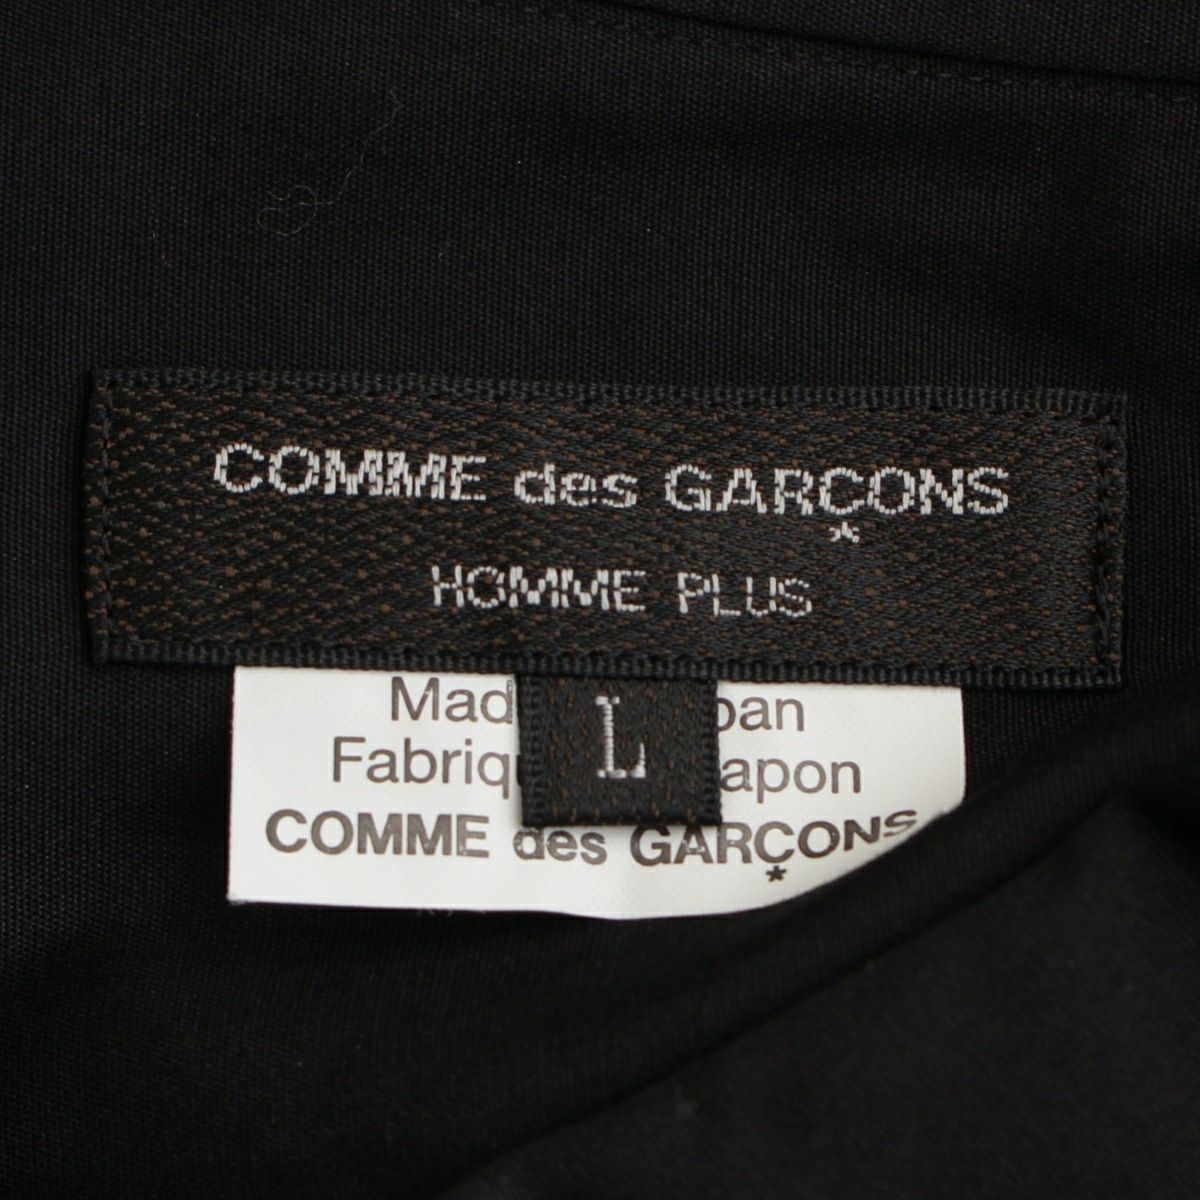 COMME des GARÇONS
*
HOMME PLUS
L
Mad pan
Fabriq apon
COMME des GARÇONS
*